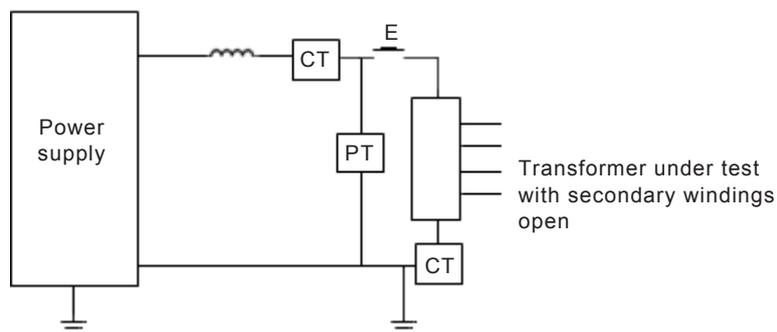 E
CT
Power
supply
PT
Transformer under test
with secondary windings
open
CT